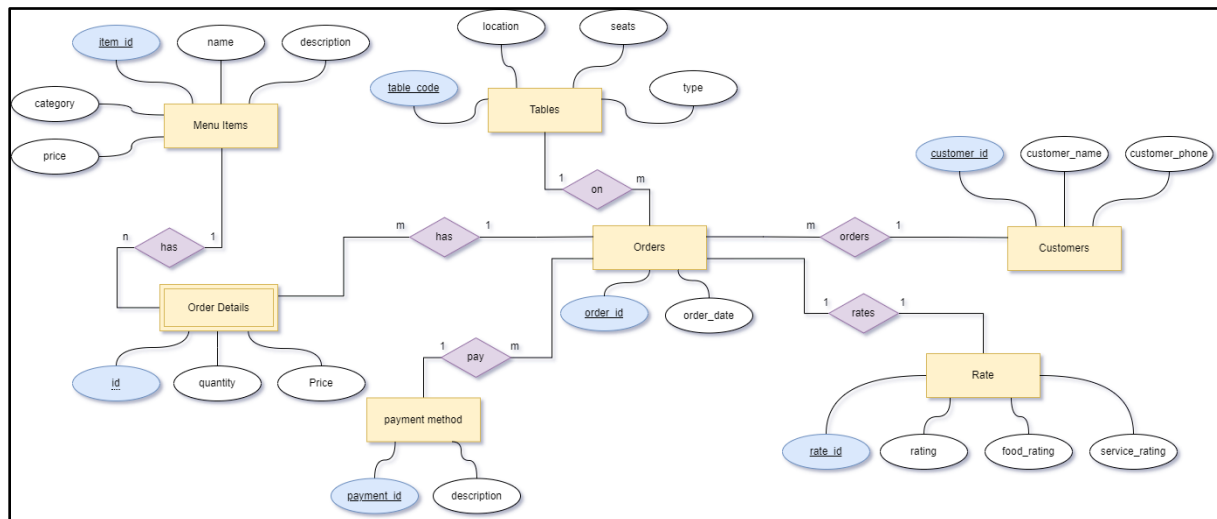 location
seats
item_id
name
description
table_code
type
category
Menu Items
Tables
price
customer_id
customer_name
customer_phone
1
on
m
n
has
1
m
has
1
Orders
m
orders
1
Customers
Order Details
order_id
order_date
1
rates
1
1
pay
m
id
quantity
Price
Rate
payment method
rate_id
rating
food_rating
service_rating
payment_id
description